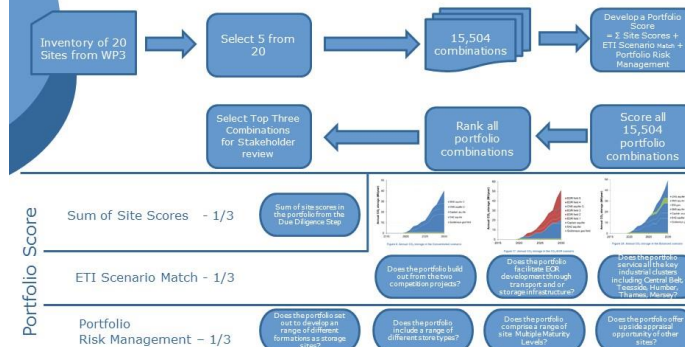 Inventory of 20
Sites from WP3
Select 5 from
20
15,504
combinations
Develop a Portfolio
Score
= Σ Site Scores +
ETI Scenario Match +
Portfolio Risk
Management
Select Top Three
Combinations
for Stakeholder
review
Rank all
portfolio
combinations
Score all
15,504
portfolio
combinations
Portfolio Score
Sum of Site Scores - 1/3
Sum of site scores in
the portfolio from the
Due Diligence Step
ETI Scenario Match - 1/3
Does the portfolio build
out from the two
competition projects?
Does the portfolio
facilitate EOR
development through
transport and or
storage infrastructure?
Does the portfolio
service all the key
industrial clusters
including Central Belt,
Teesside, Humber,
Thames, Mersey?
Portfolio
Risk Management – 1/3
Does the portfolio set
out to develop an
range of different
formations as storage
sites?
Does the portfolio
include a range of
different store types?
Does the portfolio
comprise a range of
site Multiple Maturity
Levels?
Does the portfolio offer
upside appraisal
opportunity of other
sites?